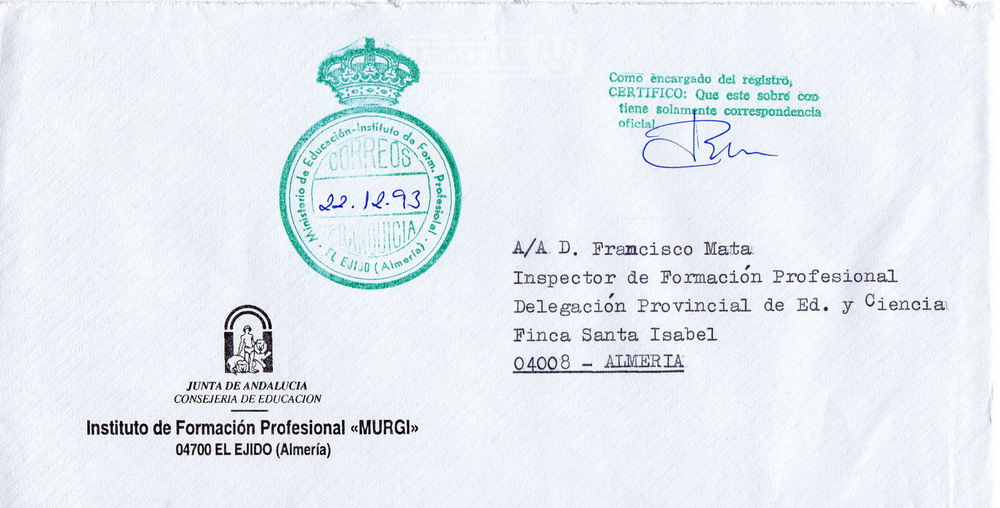 Ministerio de Educación-Instituto de Form. Profesiolal -
EL EJIDO (Almería)
CORREOS
22.12.93
FRANQUICIA
Como encargado del registro,
CERTIFICO: Que este sobre con-
tiene solamente correspondencia
oficial
A/A D. Francisco Mata
Inspector de Formación Profesional
Delegación Provincial de Ed. y Ciencia
Finca Santa Isabel
04008 - ALMERIA
JUNTA DE ANDALUCIA
CONSEJERIA DE EDUCACION
Instituto de Formación Profesional «MURGI»
04700 EL EJIDO (Almería)